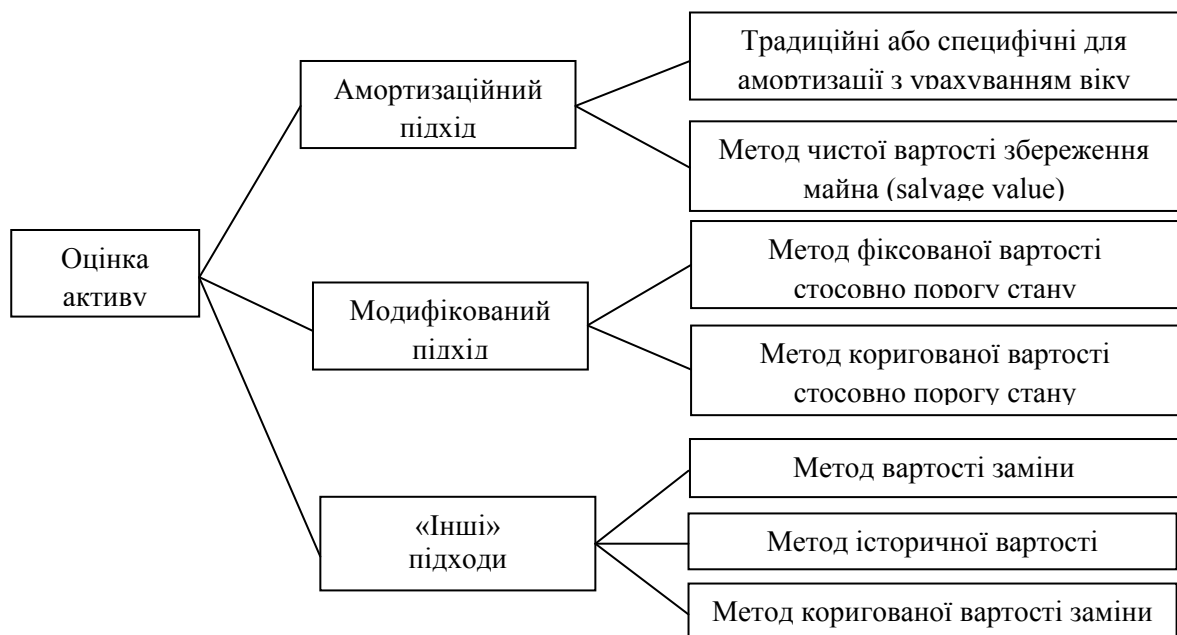 Оцінка
активу
Амортизаційний
підхід
Традиційні або специфічні для
амортизації з урахуванням віку
Метод чистої вартості збереження
майна (salvage value)
Модифікований
підхід
Метод фіксованої вартості
стосовно порогу стану
Метод коригованої вартості
стосовно порогу стану
«Інші»
підходи
Метод вартості заміни
Метод історичної вартості
Метод коригованої вартості заміни